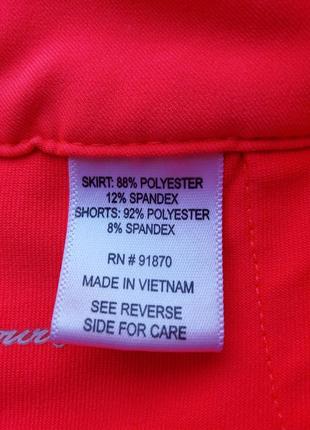 SKIRT: 88% POLYESTER
12% SPANDEX
SHORTS: 92% POLYESTER
8% SPANDEX
RN # 91870
MADE IN VIETNAM
SEE REVERSE
SIDE FOR CARE